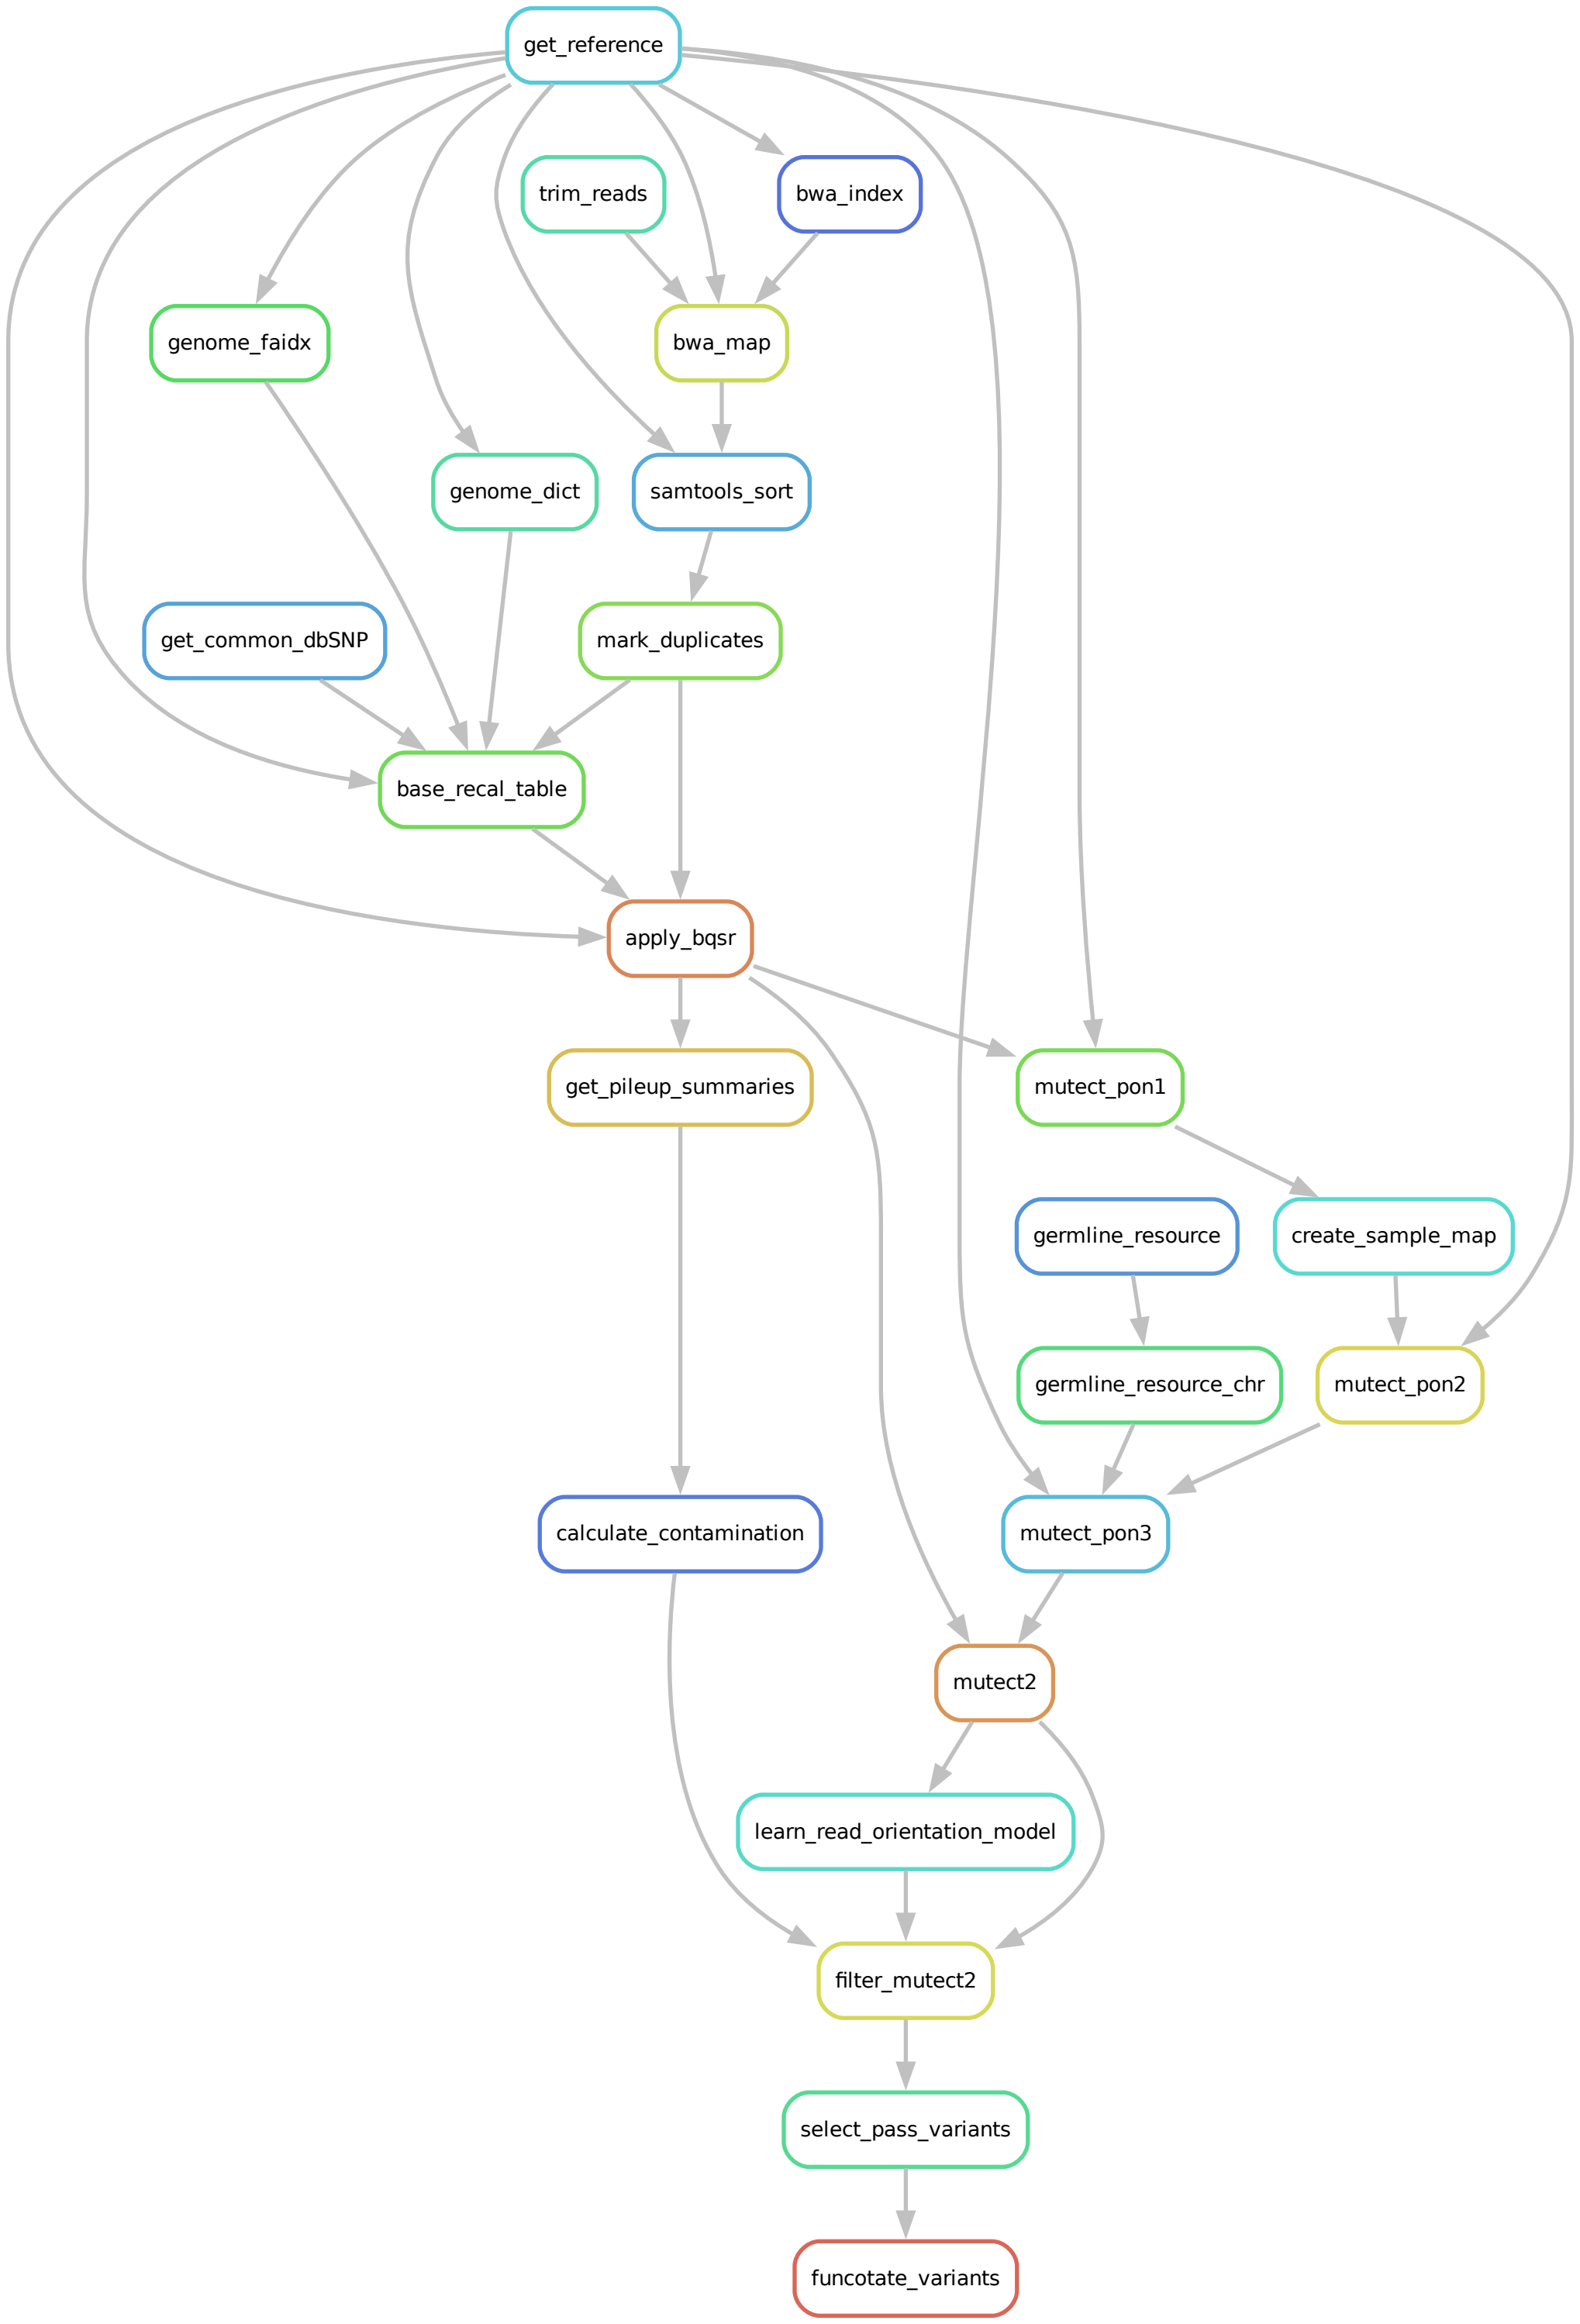 get_reference
trim_reads
bwa_index
genome_faidx
bwa_map
genome_dict
samtools_sort
get_common_dbSNP
mark_duplicates
base_recal_table
apply_bqsr
get_pileup_summaries
mutect_pon1
germline_resource
create_sample_map
germline_resource_chr
mutect_pon2
calculate_contamination
mutect_pon3
mutect2
learn_read_orientation_model
filter_mutect2
select_pass_variants
funcotate_variants